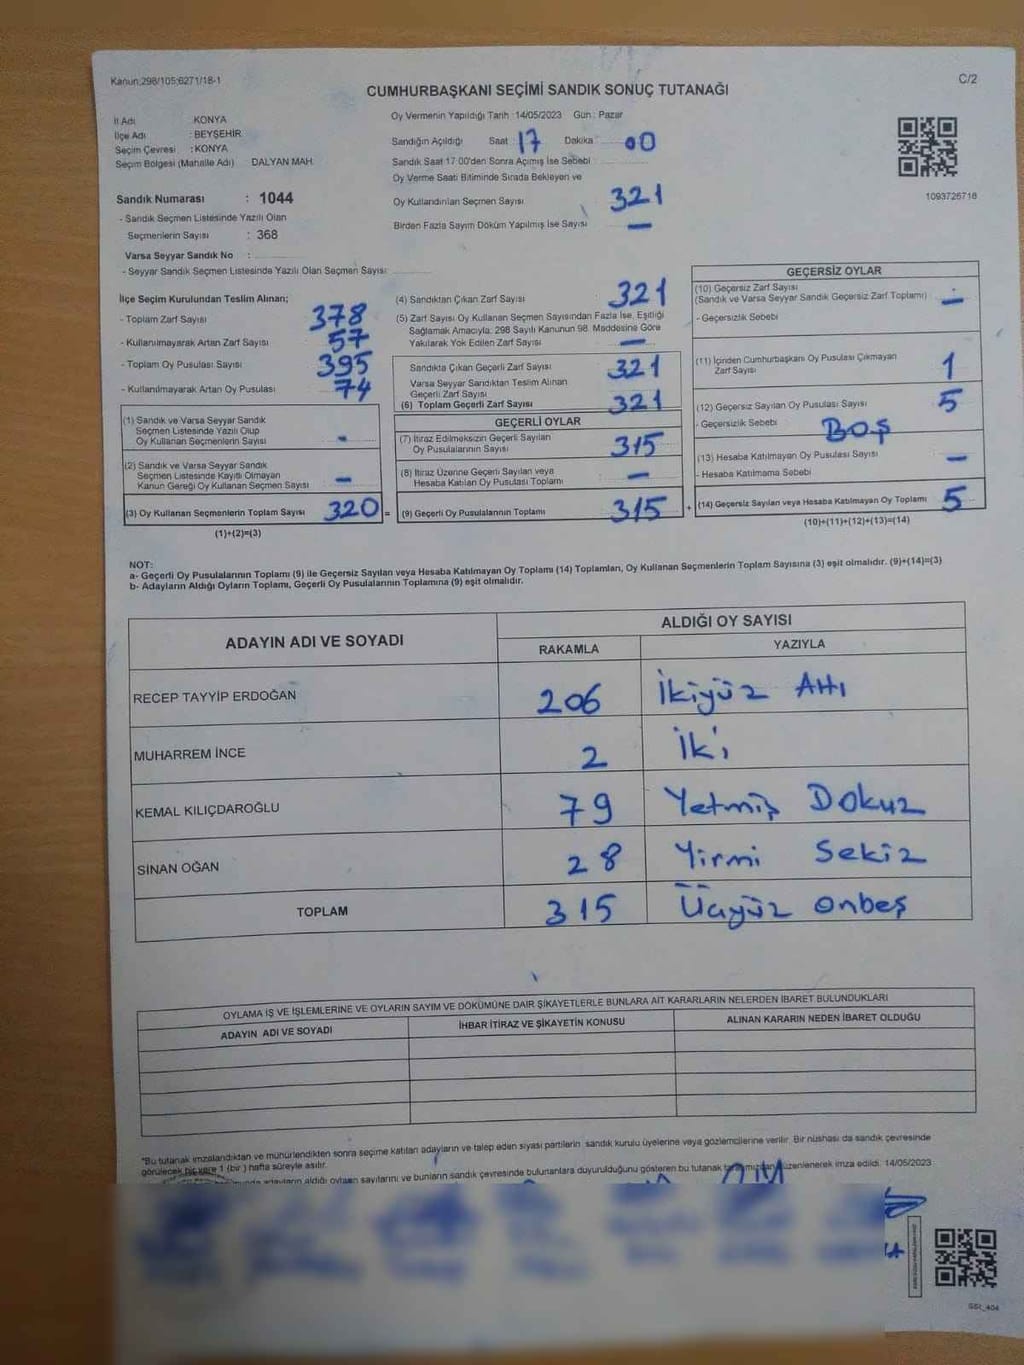 Kanun:298/105;6271/18-1
C/2
CUMHURBAŞKANI SEÇİMİ SANDIK SONUÇ TUTANAĞI
İl Adı : KONYA
İlçe Adı : BEYŞEHİR
Seçim Çevresi : KONYA
Seçim Bölgesi (Mahalle Adı) DALYAN MAH.
Sandık Numarası : 1044
- Sandık Seçmen Listesinde Yazılı Olan
Seçmenlerin Sayısı : 368
Varsa Seyyar Sandık No :
- Seyyar Sandık Seçmen Listesinde Yazılı Olan Seçmen Sayısı
Oy Vermenin Yapıldığı Tarih : 14/05/2023 Gün : Pazar
Sandığın Açıldığı Saat 17 Dakika 00
Sandık Saat 17:00'den Sonra Açımış İse Sebebi
Oy Verme Saati Bitiminde Sırada Bekleyen ve
Oy Kullandırılan Seçmen Sayısı 321
Birden Fazla Sayım Döküm Yapılmış İse Sayısı —
1093726716
İlçe Seçim Kurulundan Teslim Alınan;
- Toplam Zarf Sayısı 378
- Kullanılmayarak Artan Zarf Sayısı 57
- Toplam Oy Pusulası Sayısı 395
- Kullanılmayarak Artan Oy Pusulası 74
(1) Sandık ve Varsa Seyyar Sandık
Seçmen Listesinde Yazılı Olup
Oy Kullanan Seçmenlerin Sayısı -
(2) Sandık ve Varsa Seyyar Sandık
Seçmen Listesinde Kayıtlı Olmayan
Kanun Gereği Oy Kullanan Seçmen Sayısı —
(3) Oy Kullanan Seçmenlerin Toplam Sayısı 320 =
(1)+(2)=(3)
(4) Sandıktan Çıkan Zarf Sayısı 321
(5) Zarf Sayısı Oy Kullanan Seçmen Sayısından Fazla İse, Eşitliği
Sağlamak Amacıyla; 298 Sayılı Kanunun 98. Maddesine Göre
Yakılarak Yok Edilen Zarf Sayısı —
Sandıkta Çıkan Geçerli Zarf Sayısı 321
Varsa Seyyar Sandıktan Teslim Alınan
Geçerli Zarf Sayısı
(6) Toplam Geçerli Zarf Sayısı 321
GEÇERLİ OYLAR
(7) İtiraz Edilmeksizin Geçerli Sayılan
Oy Pusulalarının Sayısı 315
(8) İtiraz Üzerine Geçerli Sayılan veya
Hesaba Katılan Oy Pusulası Toplamı —
(9) Geçerli Oy Pusulalarının Toplamı 315 +
GEÇERSİZ OYLAR
(10) Geçersiz Zarf Sayısı
(Sandık ve Varsa Seyyar Sandık Geçersiz Zarf Toplamı) —
- Geçersizlik Sebebi
(11) İçinden Cumhurbaşkanı Oy Pusulası Çıkmayan
Zarf Sayısı 1
(12) Geçersiz Sayılan Oy Pusulası Sayısı 5
- Geçersizlik Sebebi BOŞ
(13) Hesaba Katılmayan Oy Pusulası Sayısı —
- Hesaba Katılmama Sebebi
(14) Geçersiz Sayılan veya Hesaba Katılmayan Oy Toplamı 5
(10)+(11)+(12)+(13)=(14)
NOT:
a- Geçerli Oy Pusulalarının Toplamı (9) ile Geçersiz Sayılan veya Hesaba Katılmayan Oy Toplamı (14) Toplamları, Oy Kullanan Seçmenlerin Toplam Sayısına (3) eşit olmalıdır. (9)+(14)=(3)
b- Adayların Aldığı Oyların Toplamı, Geçerli Oy Pusulalarının Toplamına (9) eşit olmalıdır.
ADAYIN ADI VE SOYADI
ALDIĞI OY SAYISI
RAKAMLA YAZIYLA
RECEP TAYYİP ERDOĞAN 206 İkiyüz Altı
MUHARREM İNCE 2 İki
KEMAL KILIÇDAROĞLU 79 Yetmiş Dokuz
SİNAN OĞAN 28 Yirmi Sekiz
TOPLAM 315 Üçyüz onbeş
OYLAMA İŞ VE İŞLEMLERİNE VE OYLARIN SAYIM VE DÖKÜMÜNE DAİR ŞİKAYETLERLE BUNLARA AİT KARARLARIN NELERDEN İBARET BULUNDUKLARI
ADAYIN ADI VE SOYADI İHBAR İTİRAZ VE ŞİKAYETİN KONUSU ALINAN KARARIN NEDEN İBARET OLDUĞU
*Bu tutanak imzalandıktan ve mühürlendikten sonra seçime katılan adayların ve talep eden siyasi partilerin sandık kurulu üyelerine veya gözlemcilerine verilir. Bir nüshası da sandık çevresinde
görülecek bir yere 1 (bir) hafta süreyle asılır.
adayların aldığı oyların sayılarını ve bunların sandık çevresinde bulunanlara duyurulduğunu gösteren bu tutanak düzenlenerek imza edildi. 14/05/2023